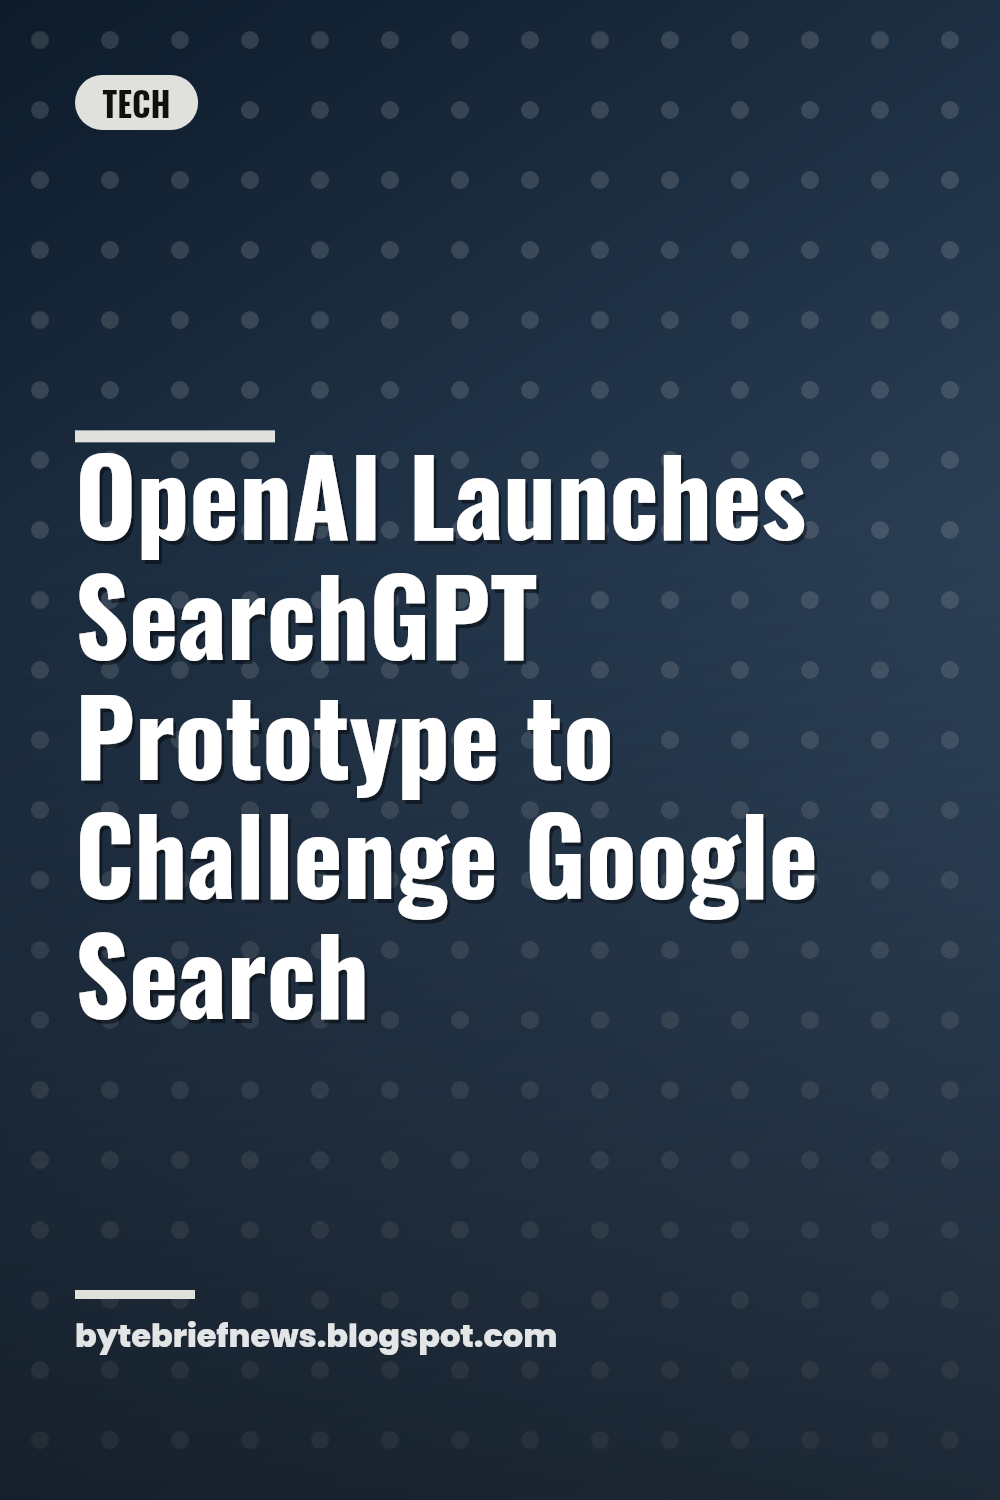 TECH
OpenAI Launches
SearchGPT
Prototype to
Challenge Google
Search
bytebriefnews.blogspot.com